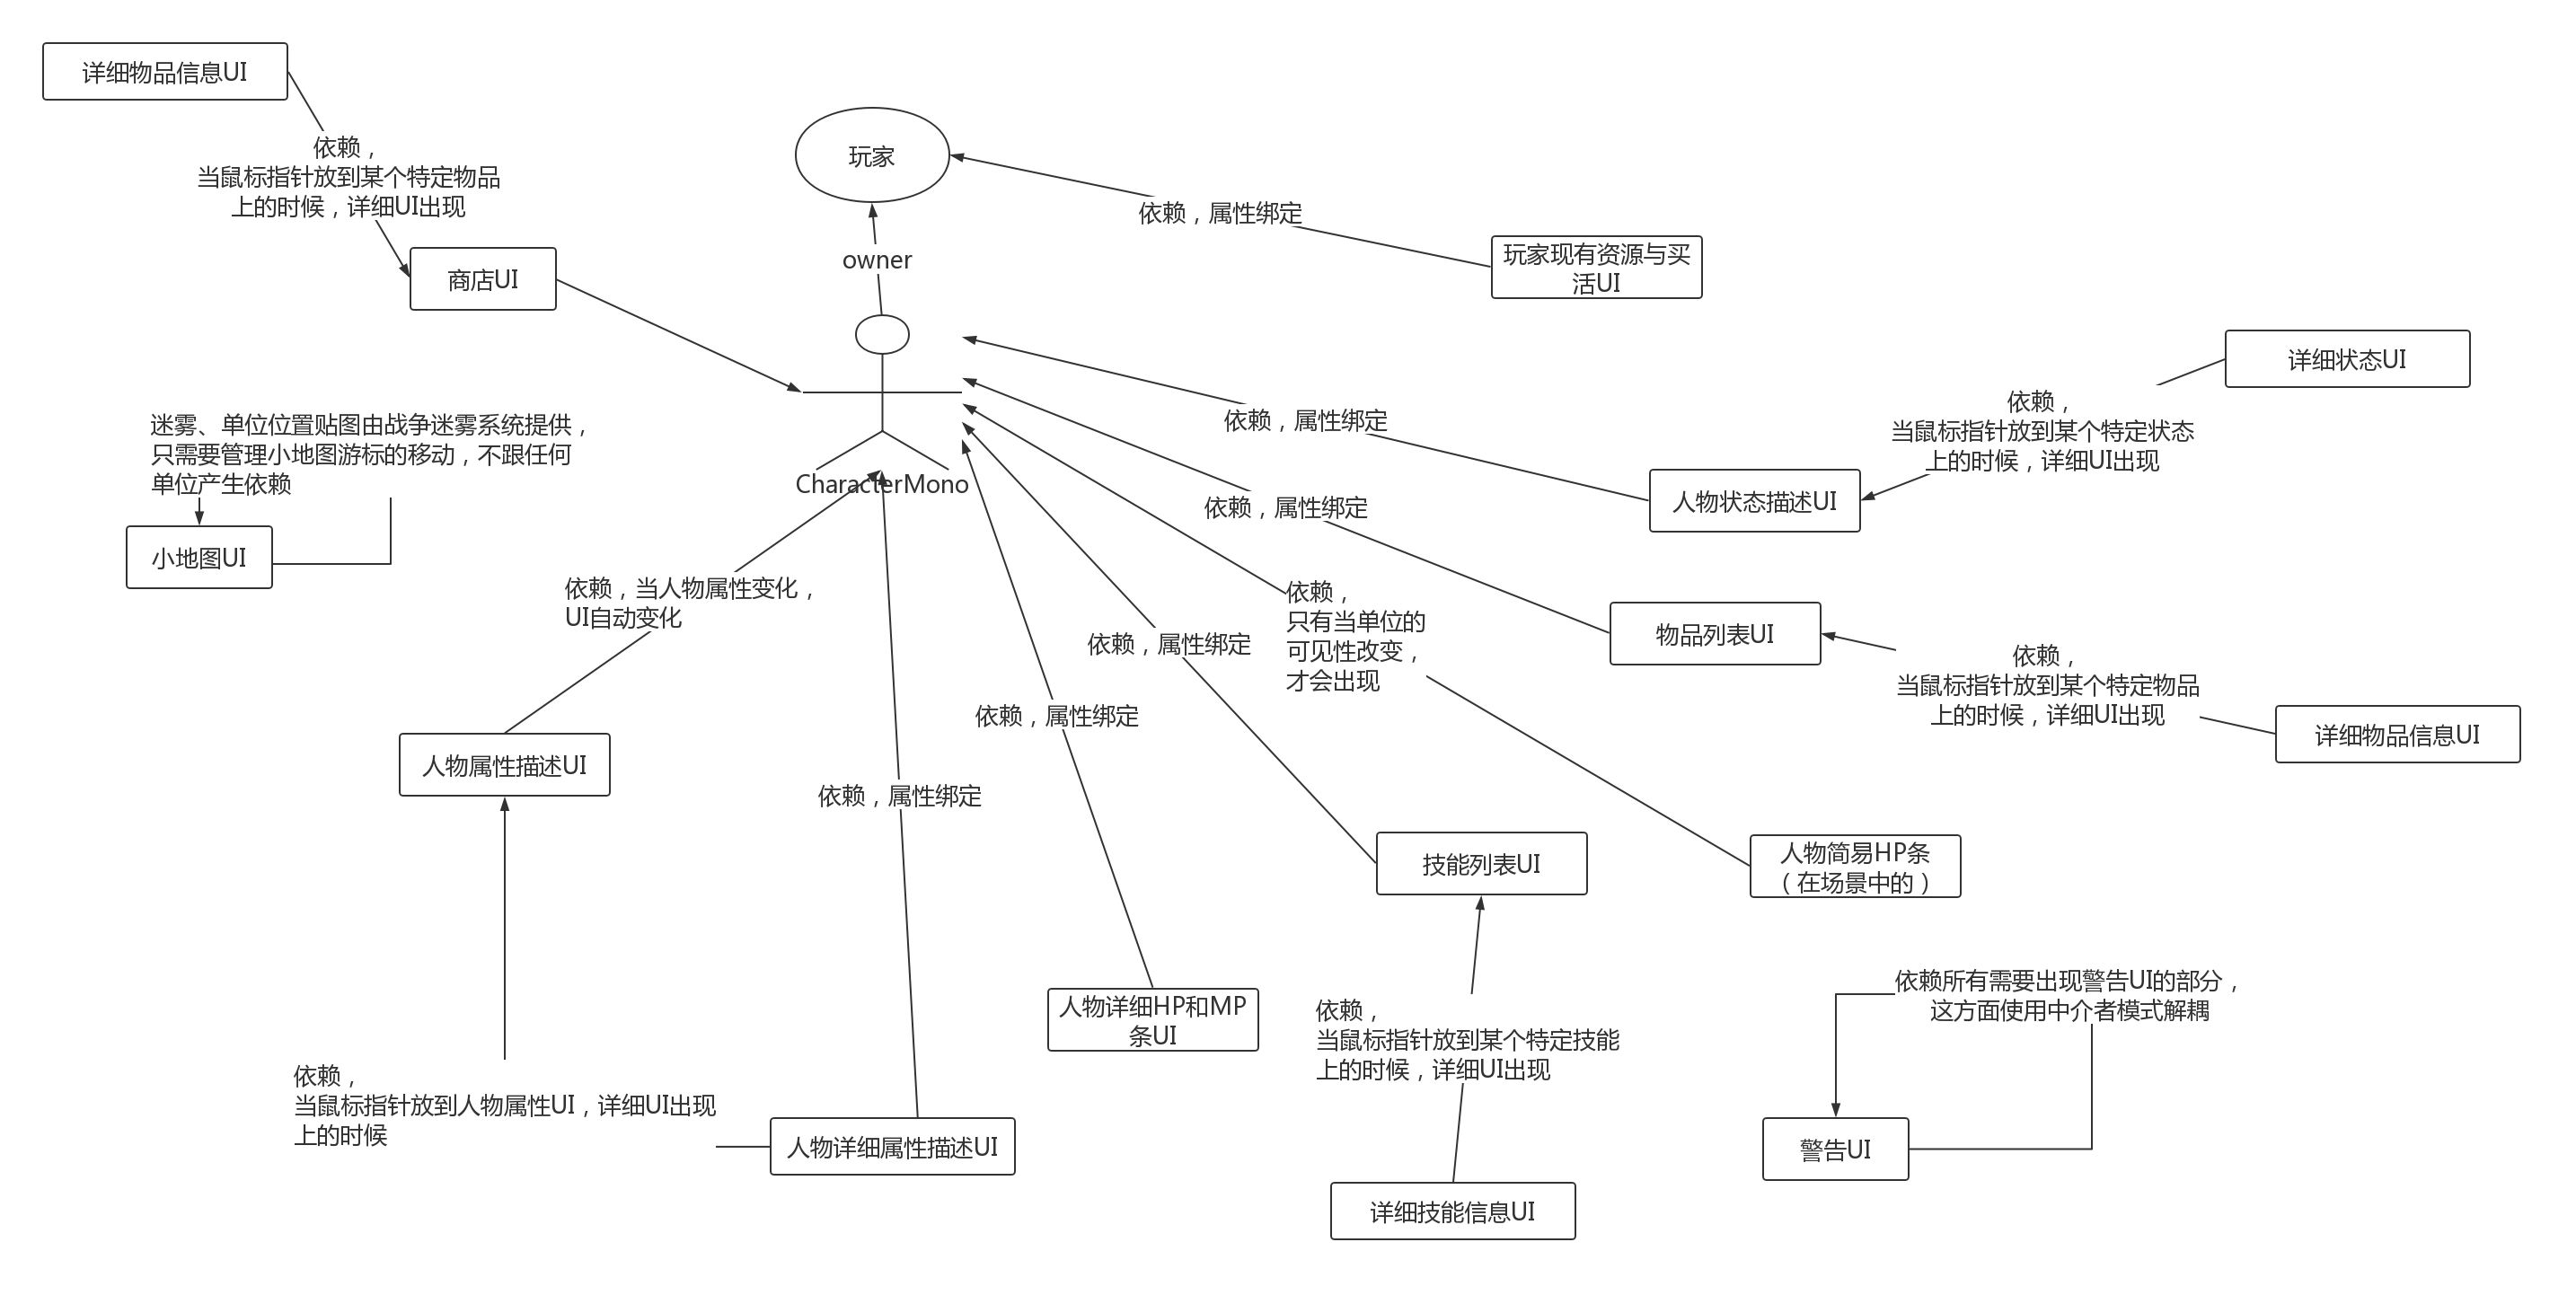 详细物品信息UI
依赖，
当鼠标指针放到某个特定物品
上的时候，详细UI出现
商店UI
玩家
owner
CharacterMono
依赖，属性绑定
玩家现有资源与买
活UI
详细状态UI
依赖，
当鼠标指针放到某个特定状态
上的时候，详细UI出现
依赖，属性绑定
人物状态描述UI
迷雾、单位位置贴图由战争迷雾系统提供，
只需要管理小地图游标的移动，不跟任何
单位产生依赖
小地图UI
依赖，属性绑定
物品列表UI
依赖，
当鼠标指针放到某个特定物品
上的时候，详细UI出现
详细物品信息UI
依赖，当人物属性变化，
UI自动变化
人物属性描述UI
依赖，
只有当单位的
可见性改变，
才会出现
人物简易HP条
（在场景中的）
依赖，属性绑定
技能列表UI
依赖，属性绑定
人物详细HP和MP
条UI
依赖，属性绑定
人物详细属性描述UI
依赖，
当鼠标指针放到人物属性UI，详细UI出现
上的时候
依赖，
当鼠标指针放到某个特定技能
上的时候，详细UI出现
详细技能信息UI
依赖所有需要出现警告UI的部分，
这方面使用中介者模式解耦
警告UI